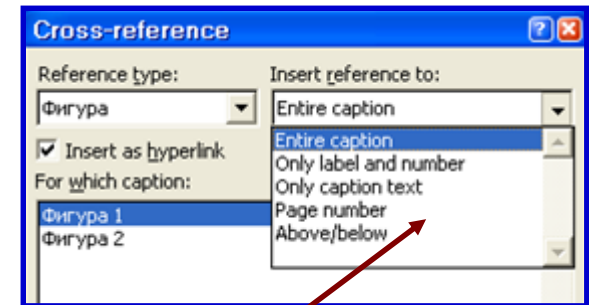 Cross-reference
Reference type:
Insert reference to:
Фигура
Entire caption
Insert as hyperlink
Entire caption
Only label and number
Only caption text
Page number
Above/below
For which caption:
Фигура 1
Фигура 2